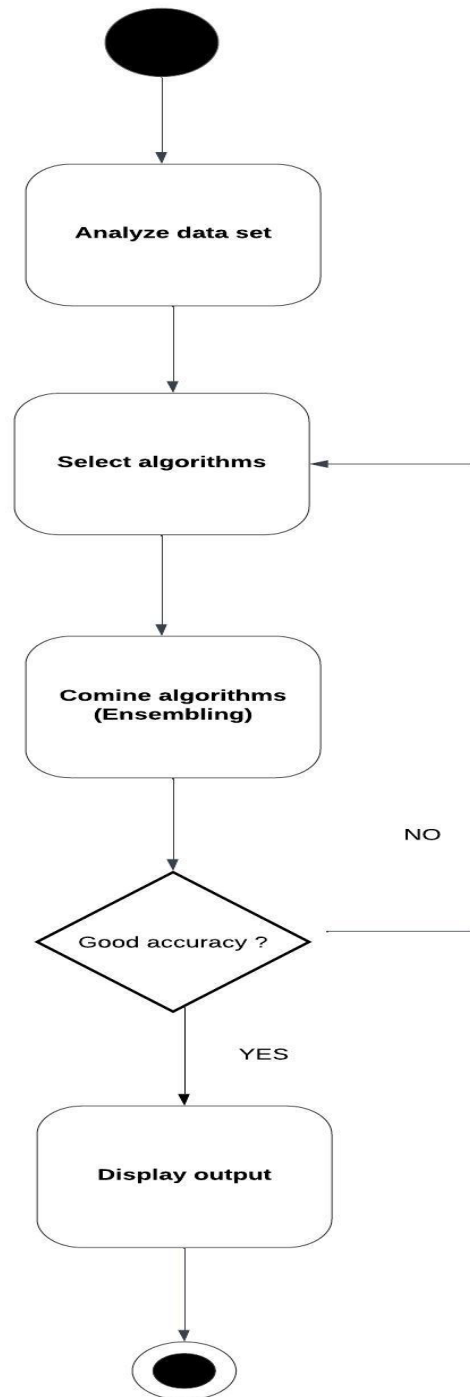 Analyze data set
Select algorithms
Comine algorithms
(Ensembling)
NO
Good accuracy ?
YES
Display output